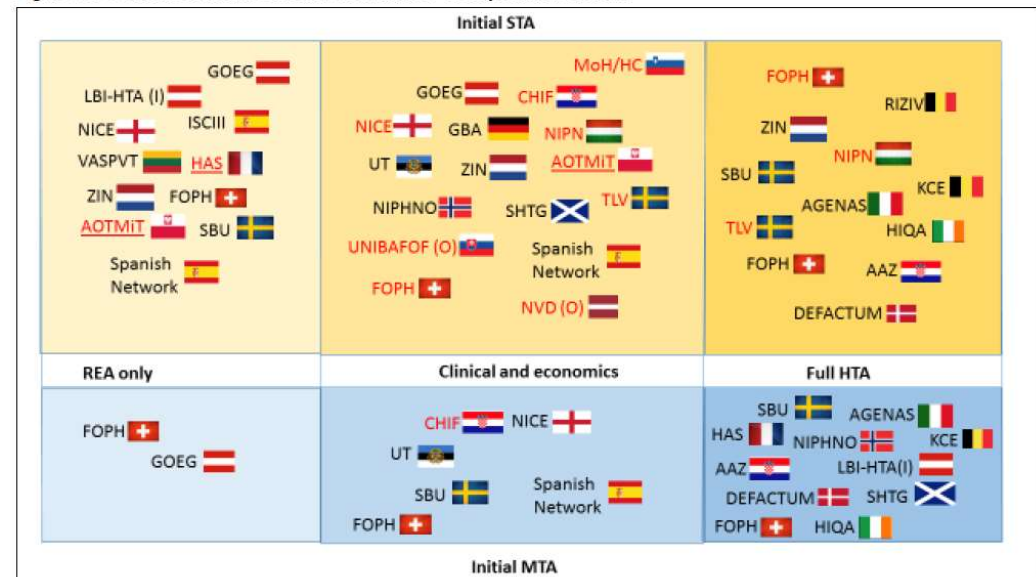 Initial STA
GOEG
LBI-HTA (I)
NICE
ISCIII
VASPVT
HAS
ZIN
FOPH
AOTMiT
SBU
Spanish
Network
MoH/HC
GOEG
CHIF
NICE
GBA
NIPN
UT
ZIN
AOTMiT
NIPHNO
SHTG
TLV
UNIBAFOF (O)
Spanish
Network
FOPH
NVD (O)
FOPH
RIZIV
ZIN
NIPN
SBU
KCE
AGENAS
TLV
HIQA
FOPH
AAZ
DEFACTUM
REA only
Clinical and economics
Full HTA
FOPH
GOEG
CHIF
NICE
UT
SBU
Spanish
Network
FOPH
SBU
AGENAS
HAS
NIPHNO
KCE
AAZ
LBI-HTA(I)
DEFACTUM
SHTG
FOPH
HIQA
Initial MTA